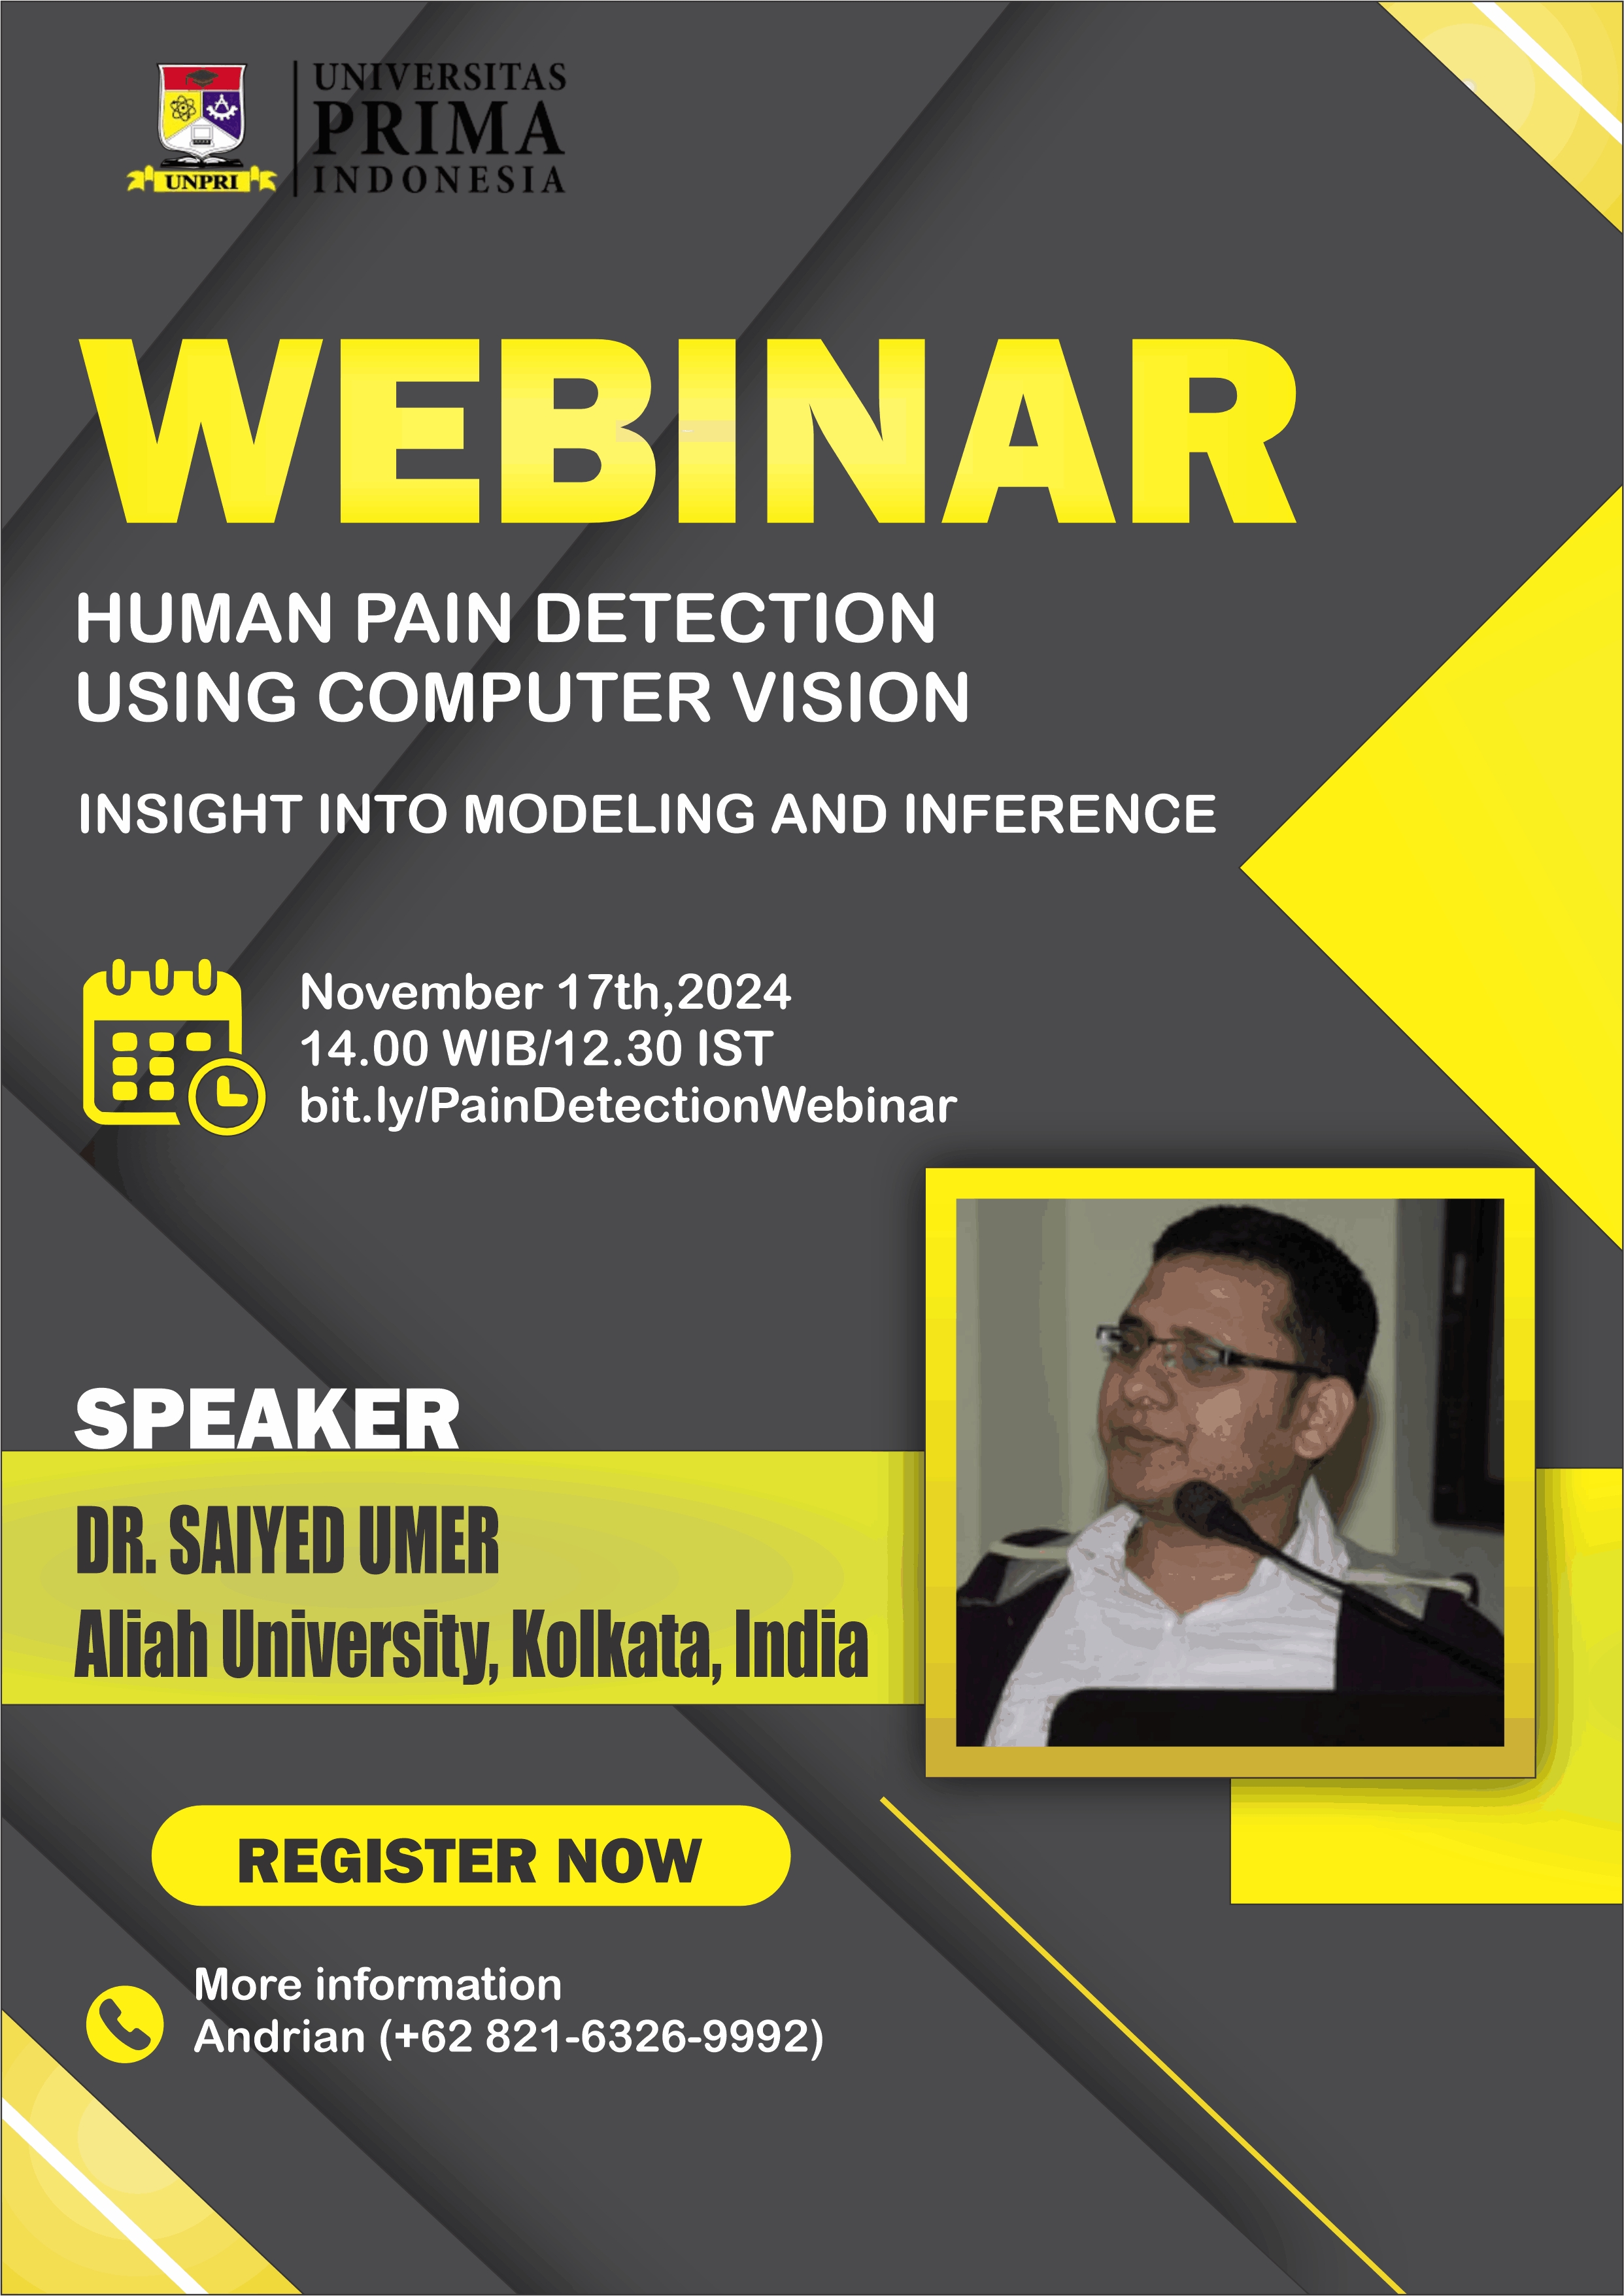 UNPRI
UNIVERSITAS
PRIMA
INDONESIA
WEBINAR
HUMAN PAIN DETECTION
USING COMPUTER VISION
INSIGHT INTO MODELING AND INFERENCE
November 17th,2024
14.00 WIB/12.30 IST
bit.ly/PainDetectionWebinar
SPEAKER
DR. SAIYED UMER
Aliah University, Kolkata, India
REGISTER NOW
More information
Andrian (+62 821-6326-9992)